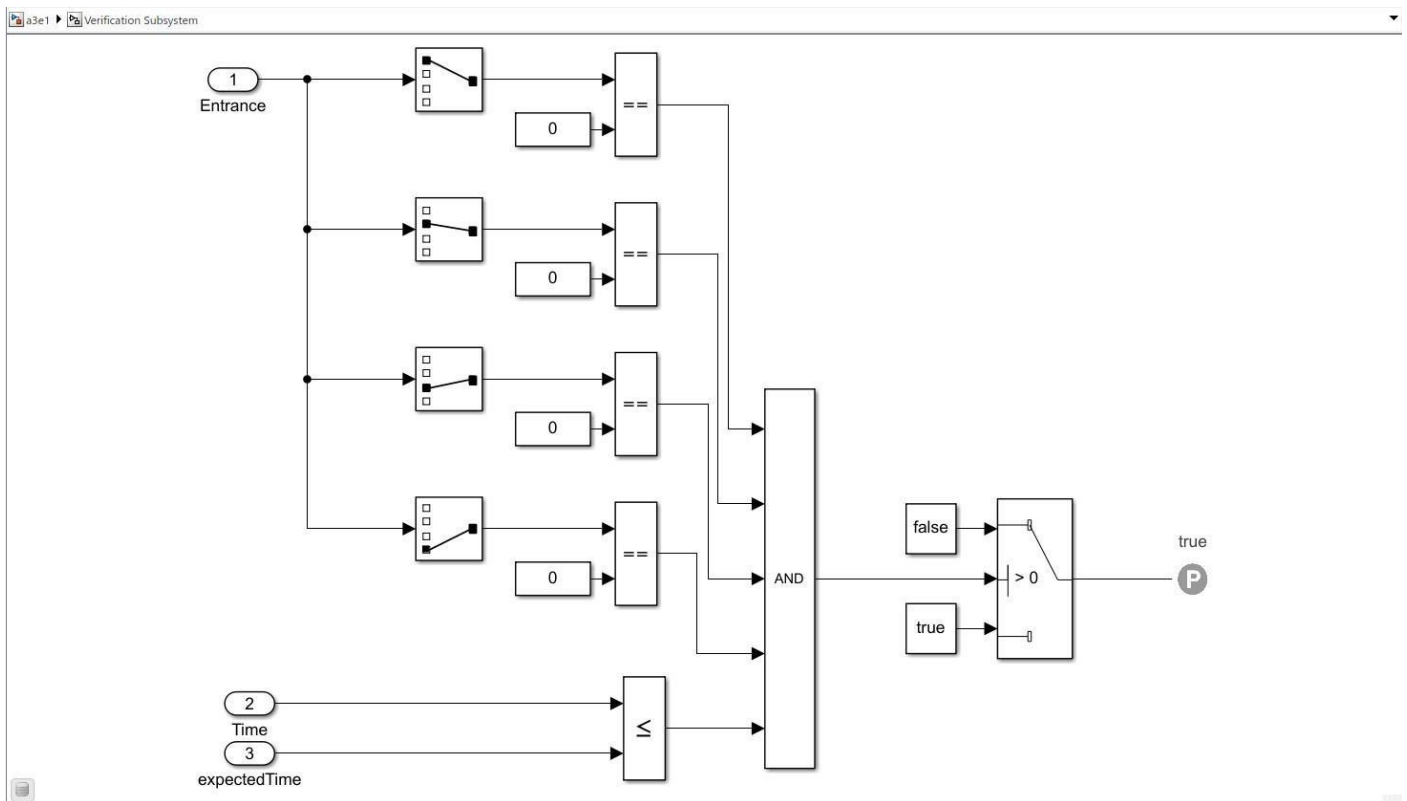 a3e1 Verification Subsystem
1
Entrance
==
0
==
0
==
0
==
0
AND
false
> 0
true
true
P
2
Time
3
expectedTime
≤